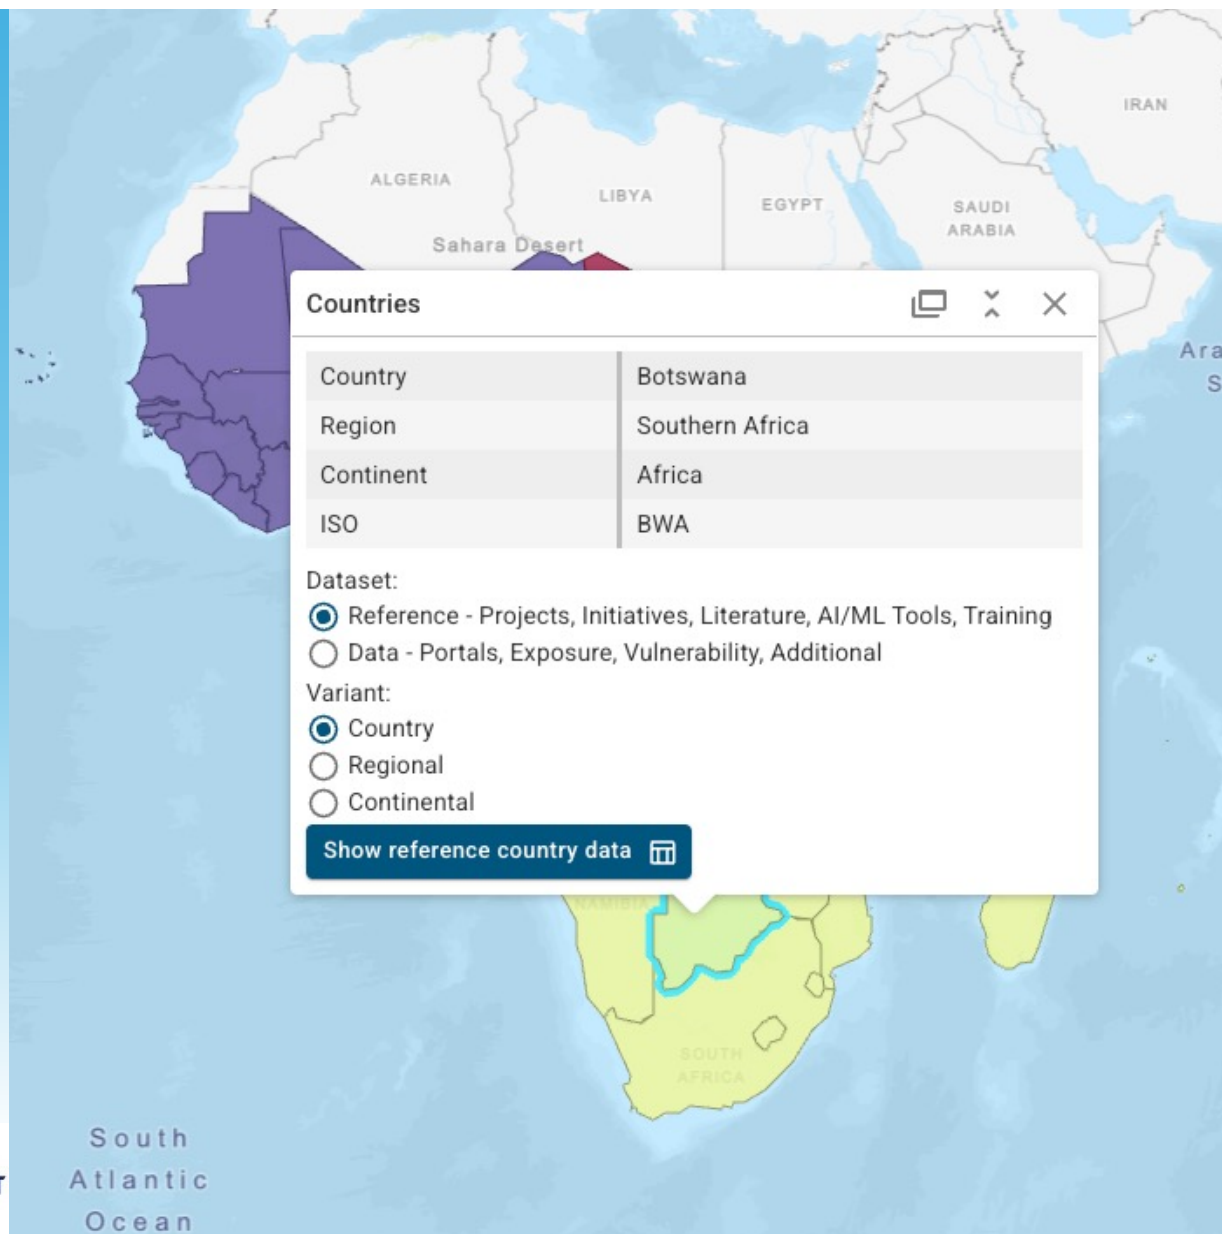 IRAN
ALGERIA
LIBYA
EGYPT
SAUDI
ARABIA
Sahara Desert
Countries
Country Botswana
Region Southern Africa
Continent Africa
ISO BWA
Dataset:
Reference - Projects, Initiatives, Literature, AI/ML Tools, Training
Data - Portals, Exposure, Vulnerability, Additional
Variant:
Country
Regional
Continental
Show reference country data
NAMIBIA
SOUTH
AFRICA
South
Atlantic
Ocean